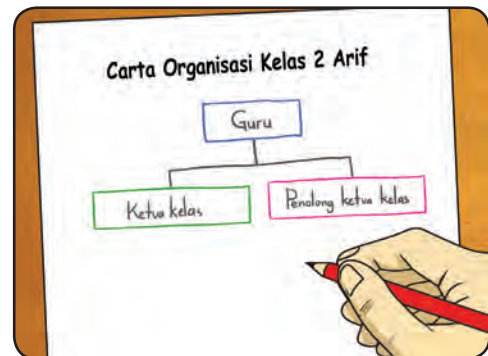 Carta Organisasi Kelas 2 Arif
Guru
Ketua kelas
Penolong ketua kelas